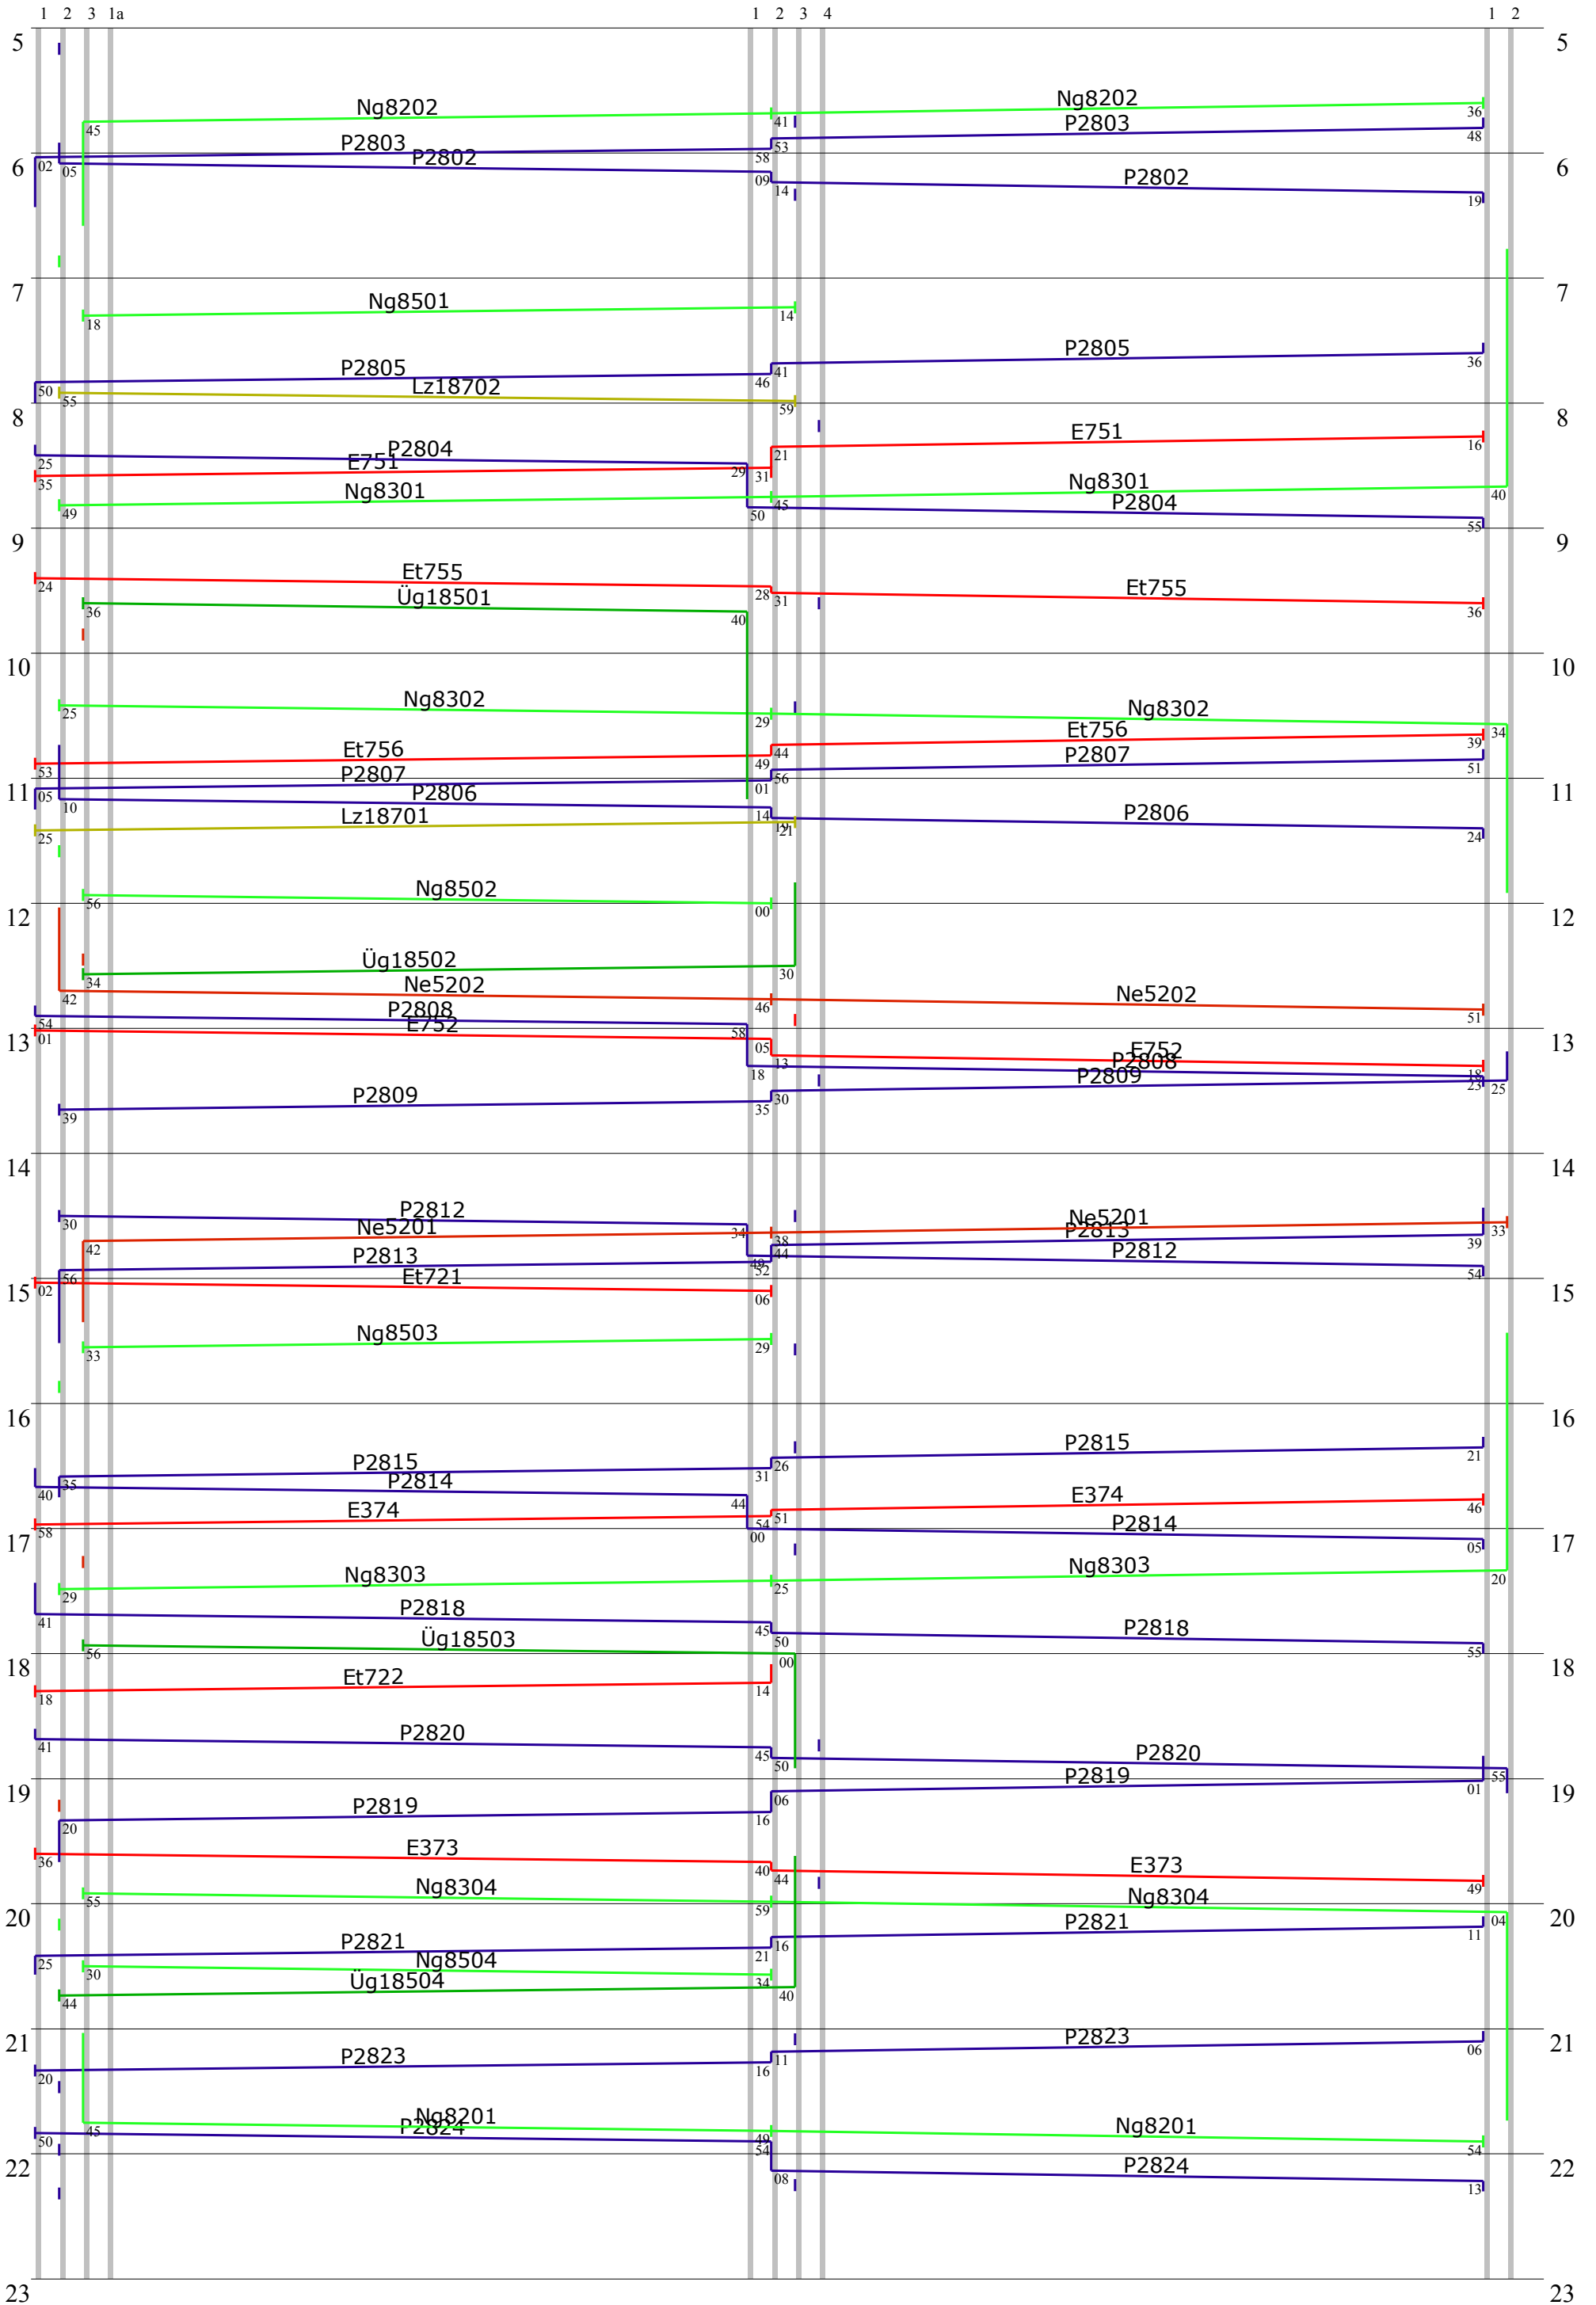 1 2 3 1a 1 2 3 4 1 2
5 5
Ng8202 Ng8202
45 41 36
P2803 P2803
53 48
6 02 05 P2802 58 6
09 P2802
14 19
7 7
Ng8501
18 14
P2805 P2805
50 46 41 36
Lz18702
55 59
8 8
P2804 E751
25 29 21 16
E751
35 31
Ng8301 Ng8301
49 45 40
P2804
50 55
9 9
Et755 Et755
24 28 31 36
Üg18501
36 40
10 10
Ng8302 Ng8302
25 29 34
Et756 Et756
53 49 44 39
P2807 P2807
11 05 01 56 51 11
P2806 P2806
10 14 19 24
Lz18701
25 21
Ng8502
56 00
12 12
Üg18502
34 30
Ne5202 Ne5202
42 46 51
P2808
54 58
13 E752 E752 13
01 05 13 18
P2808
18 23
P2809 P2809
39 35 30 25
14 14
P2812
30 34
Ne5201 Ne5201
42 38 33
P2813 P2813
56 52 44 39
P2812
49 54
15 Et721 15
02 06
Ng8503
33 29
16 16
P2815 P2815
35 31 26 21
P2814
40 44
E374 E374
58 54 51 46
17 P2814 17
00 05
Ng8303 Ng8303
29 25 20
P2818 P2818
41 45 50 55
Üg18503
56 00
18 18
Et722
18 14
P2820 P2820
41 45 50 55
19 P2819 P2819 19
20 16 06 01
E373 E373
36 40 44 49
Ng8304 Ng8304
55 59 04
20 20
P2821 P2821
25 21 16 11
Ng8504
30 34
Üg18504
44 40
21 21
P2823 P2823
20 16 11 06
Ng8201 Ng8201
45 49 54
P2824
50 54
22 P2824 22
08 13
23 23